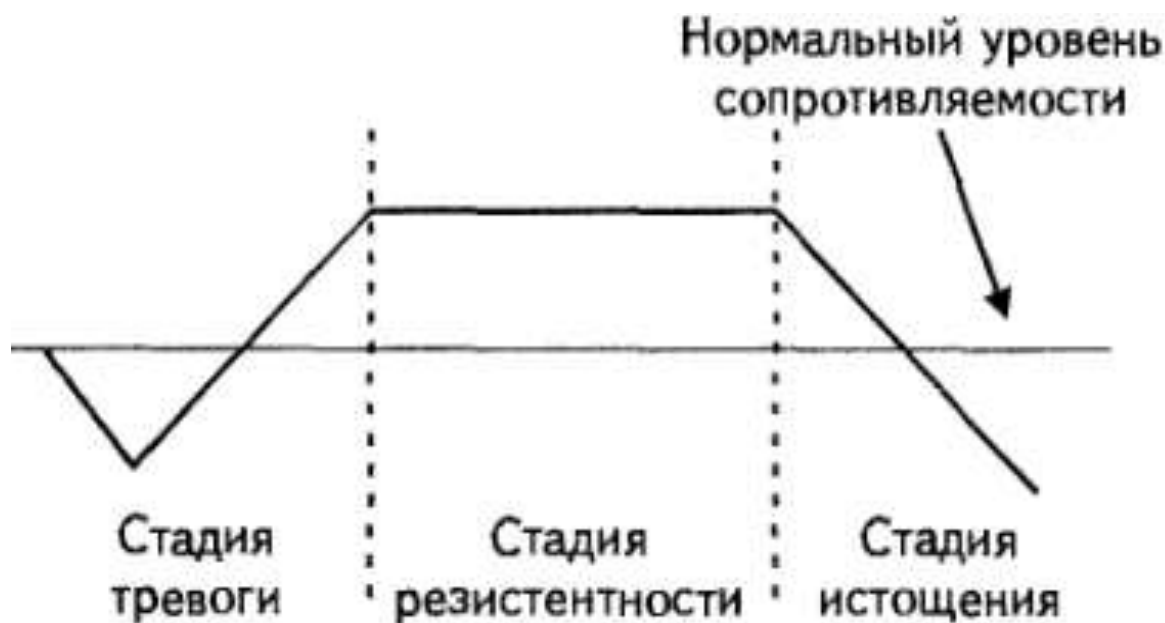 Нормальный уровень
сопротивляемости
Стадия
тревоги
Стадия
резистентности
Стадия
истощения